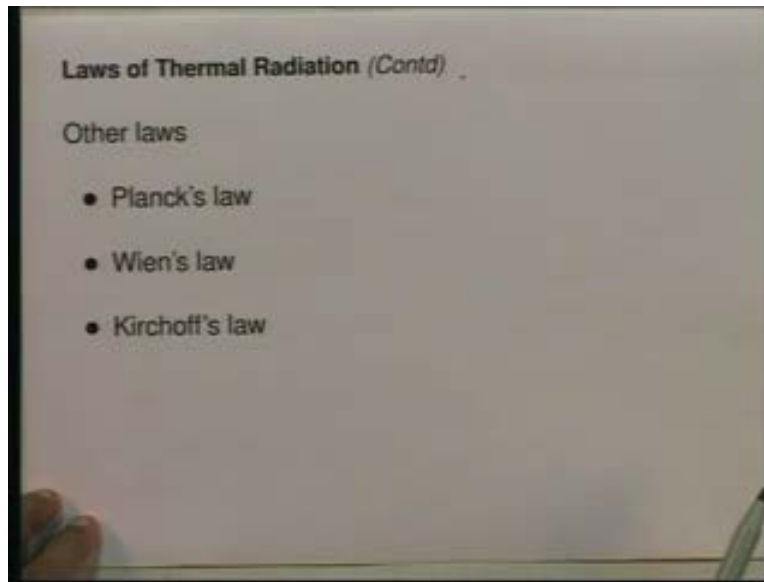 Laws of Thermal Radiation (Contd)
Other laws
• Planck's law
• Wien's law
• Kirchoff's law